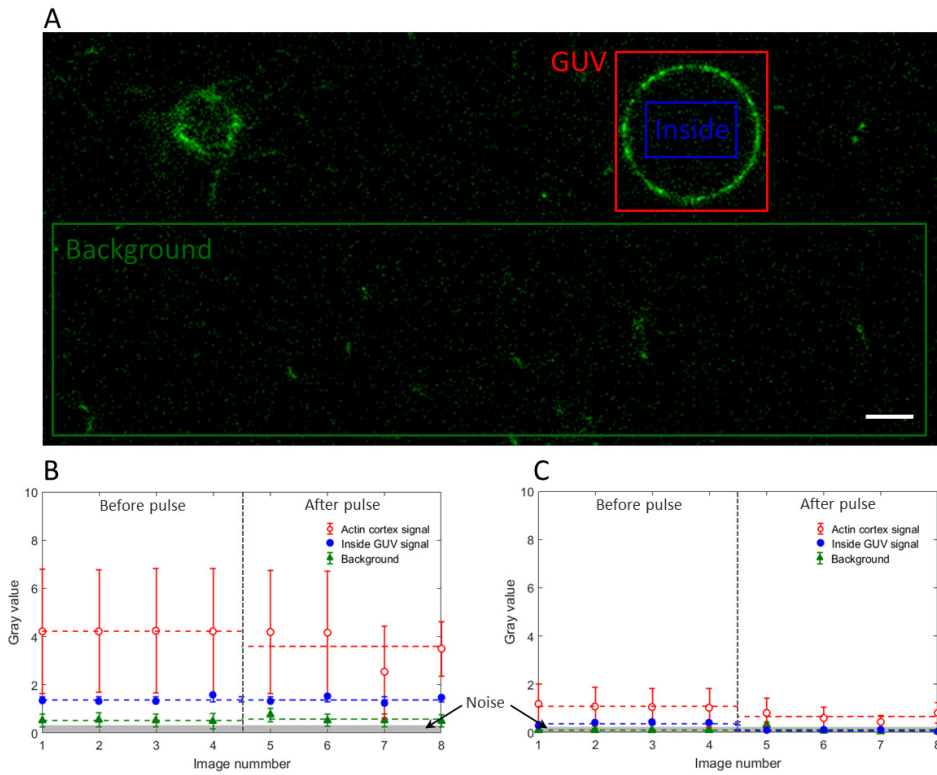 A
GUV
Inside
Background
B
C
10
8
6
4
2
0
Gray value
Before pulse
After pulse
Actin cortex signal
Inside GUV signal
Background
1 2 3 4 5 6 7 8
Image nummber
Noise
10
8
6
4
2
0
Gray value
Before pulse
After pulse
Actin cortex signal
Inside GUV signal
Background
1 2 3 4 5 6 7 8
Image number